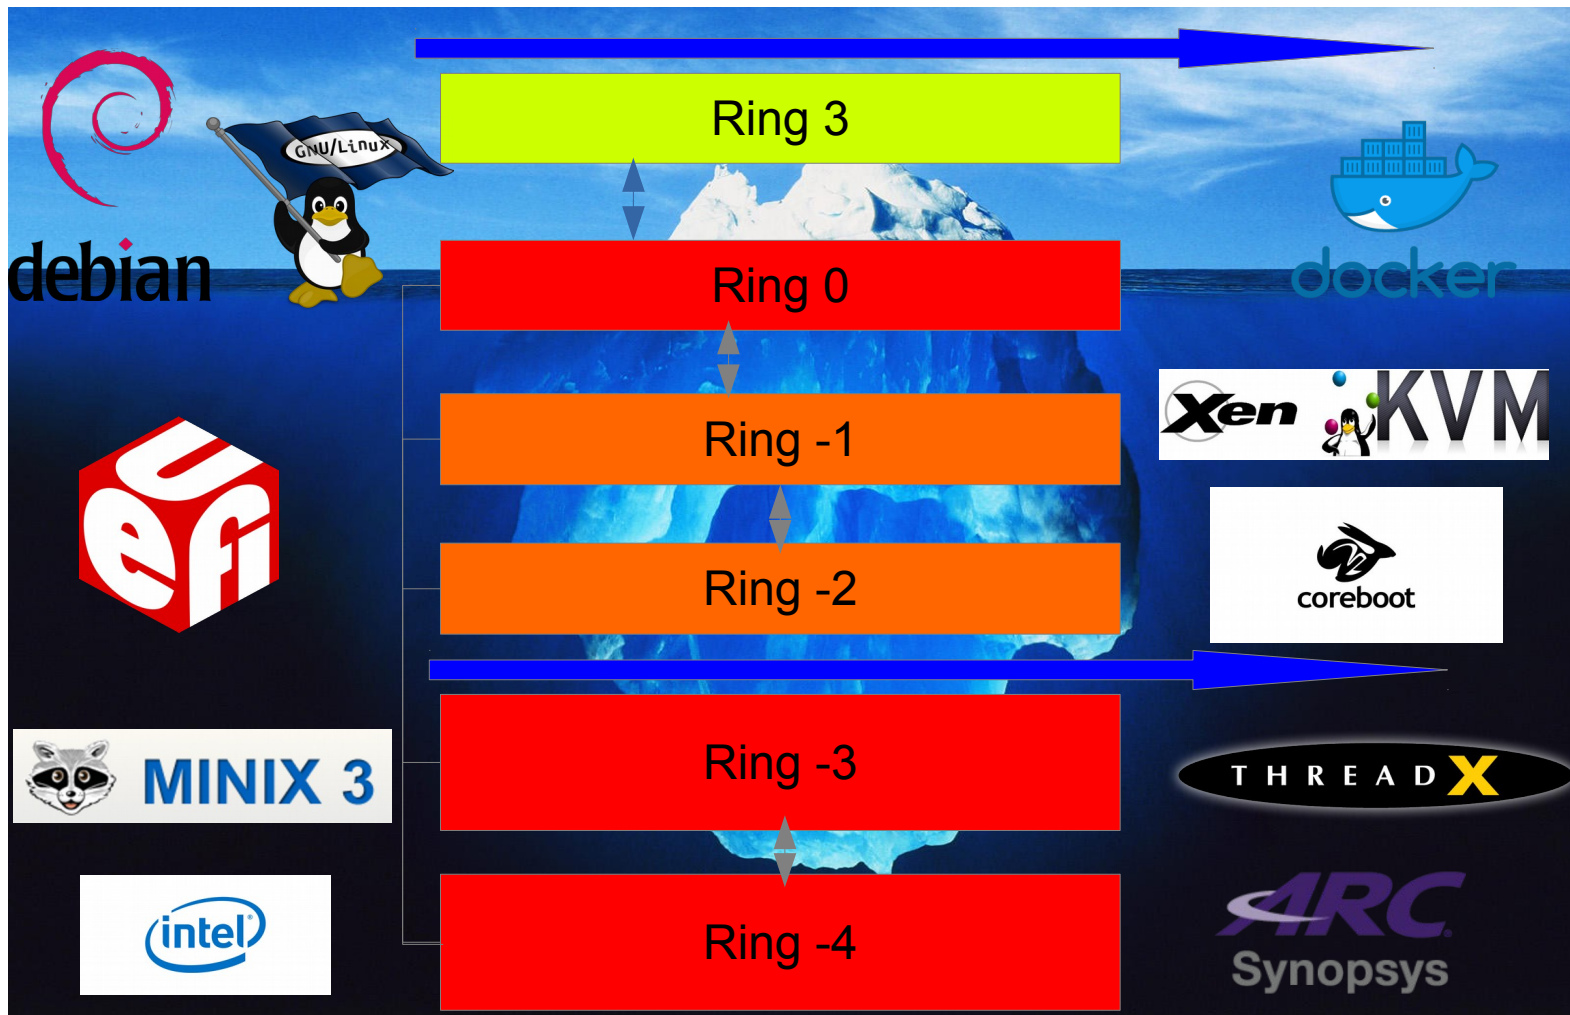 Ring 3
GNU/Linux
debian
docker
Ring 0
Xen
KVM
Ring -1
uefi
Ring -2
coreboot
MINIX 3
Ring -3
THREADX
intel
Ring -4
ARC
Synopsys